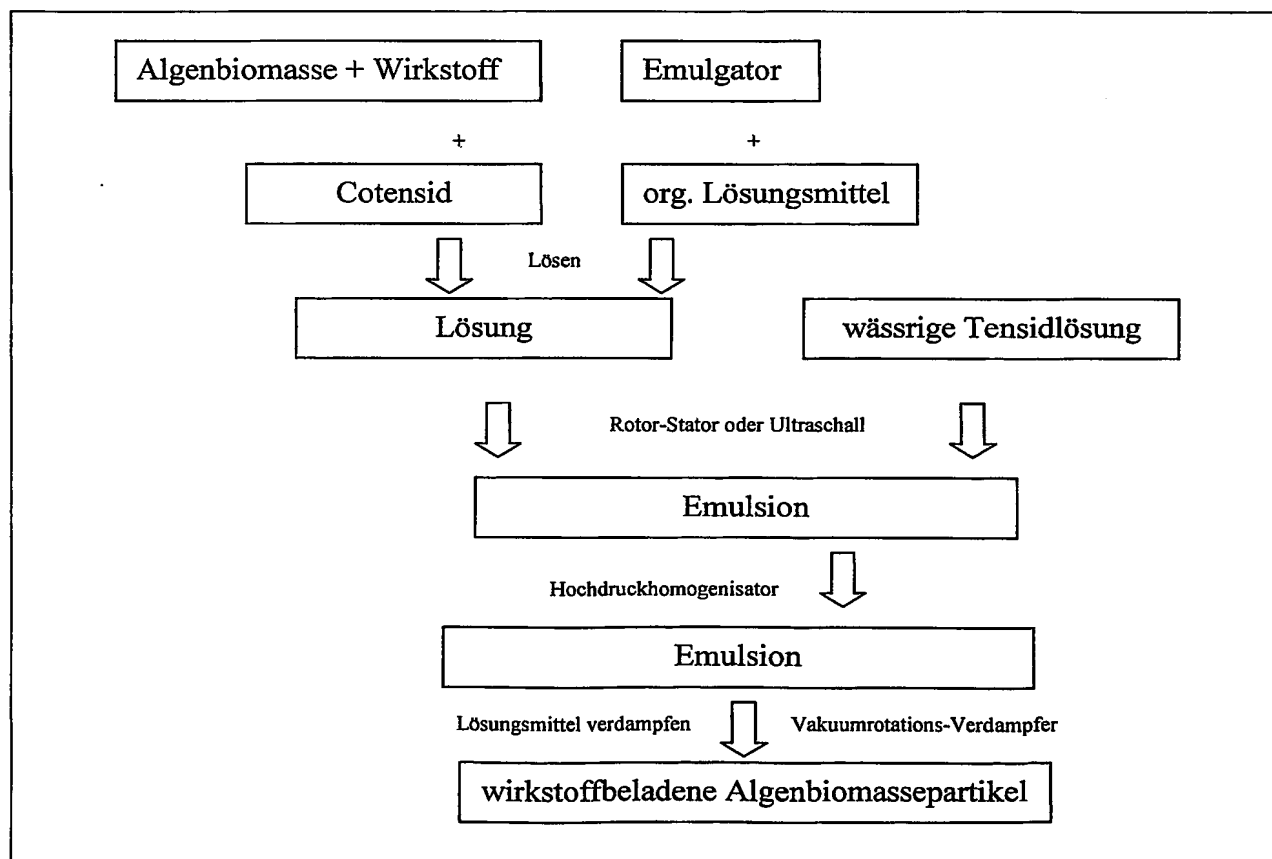 Algenbiomasse + Wirkstoff
Emulgator
+
+
Cotensid
org. Lösungsmittel
Lösen
Lösung
wässrige Tensidlösung
Rotor-Stator oder Ultraschall
Emulsion
Hochdruckhomogenisator
Emulsion
Lösungsmittel verdampfen
Vakuumrotations-Verdampfer
wirkstoffbeladene Algenbiomassepartikel